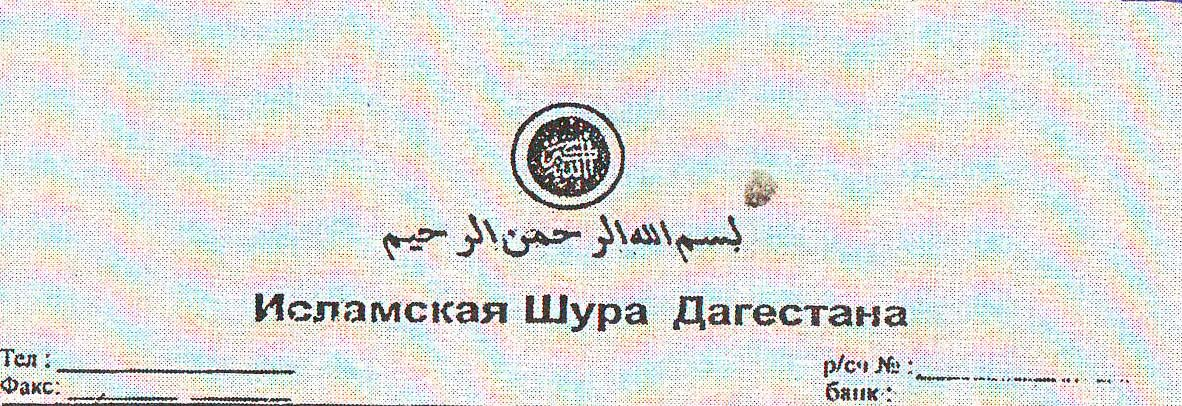 بسم الله الرحمن الرحيم
Исламская Шура Дагестана
Тел : р/сч № :
Факс: банк :